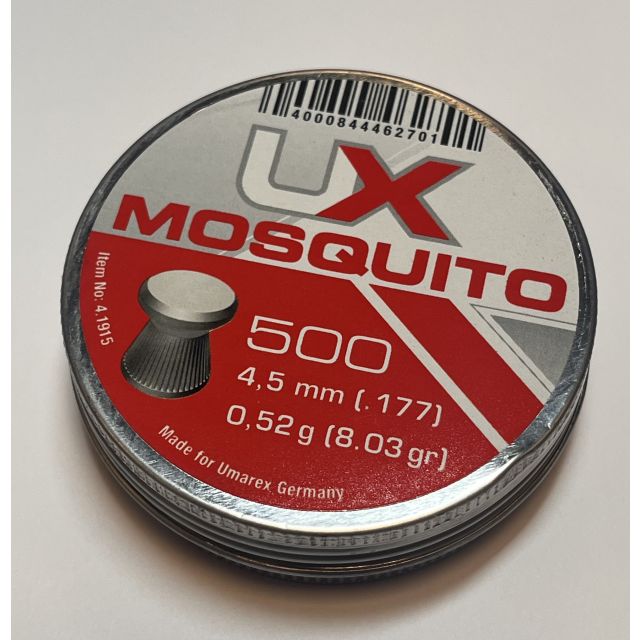 4000844462701
UX
MOSQUITO
Item No: 4.1915
500
4,5 mm (.177)
0,52 g (8.03 gr)
Made for Umarex Germany